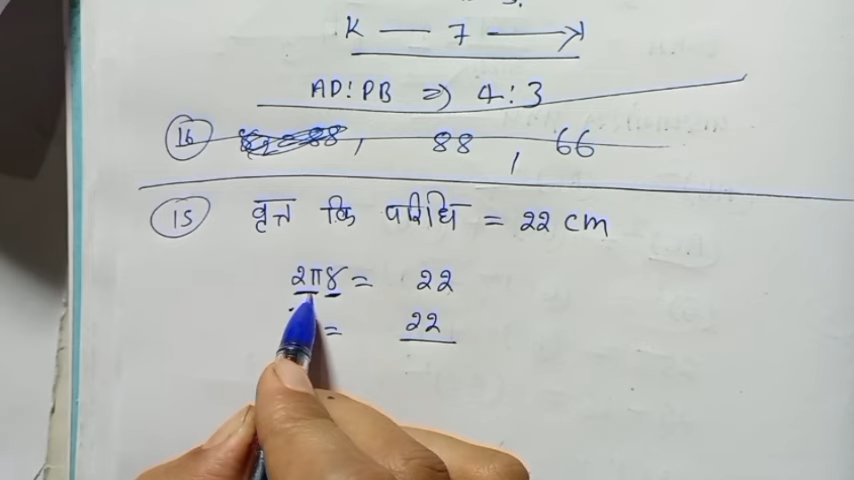 K — 7 →
AD:PB ⇒ 4:3
16 88, 66
15 वृत्त कि परिधि = 22 cm
2πr = 22
= 22